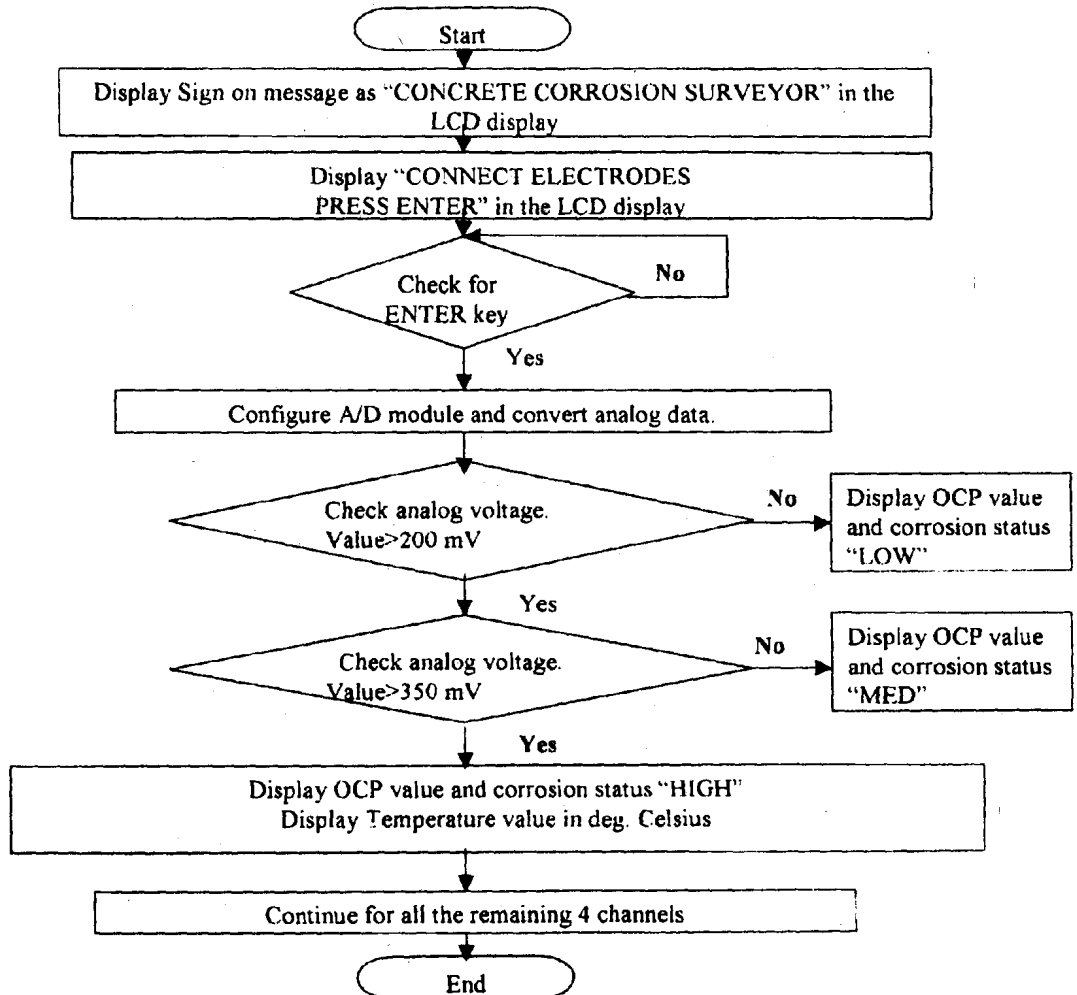 Start
Display Sign on message as "CONCRETE CORROSION SURVEYOR" in the
LCD display
Display "CONNECT ELECTRODES
PRESS ENTER" in the LCD display
No
Check for
ENTER key
Yes
Configure A/D module and convert analog data.
Check analog voltage.
Value>200 mV
No
Display OCP value
and corrosion status
"LOW"
Yes
Check analog voltage.
Value>350 mV
No
Display OCP value
and corrosion status
"MED"
Yes
Display OCP value and corrosion status "HIGH"
Display Temperature value in deg. Celsius
Continue for all the remaining 4 channels
End